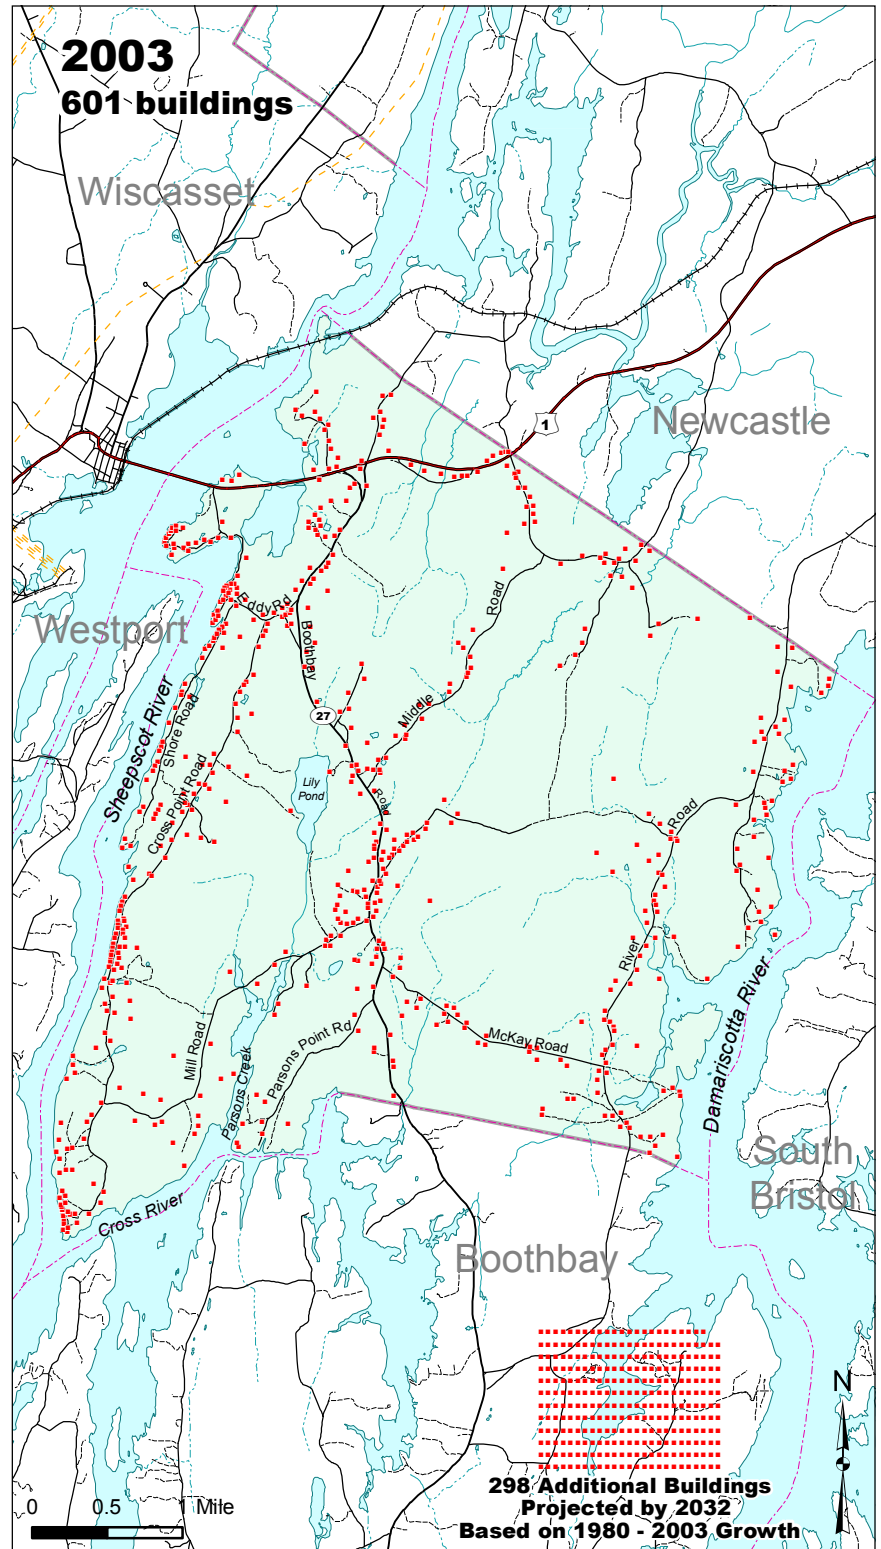 2003
601 buildings
Wiscasset
1
Newcastle
Eddy Rd
Road
Westport
Boothbay
Sheepscot River
Shore Road
27
Middle
Cross Point Road
Lily
Pond
Road
Road
River
McKay Road
Mill Road
Parsons Point Rd
Parsons Creek
Damariscotta River
South
Bristol
Cross River
Boothbay
N
298 Additional Buildings
Projected by 2032
Based on 1980 - 2003 Growth
0 0.5 1 Mile